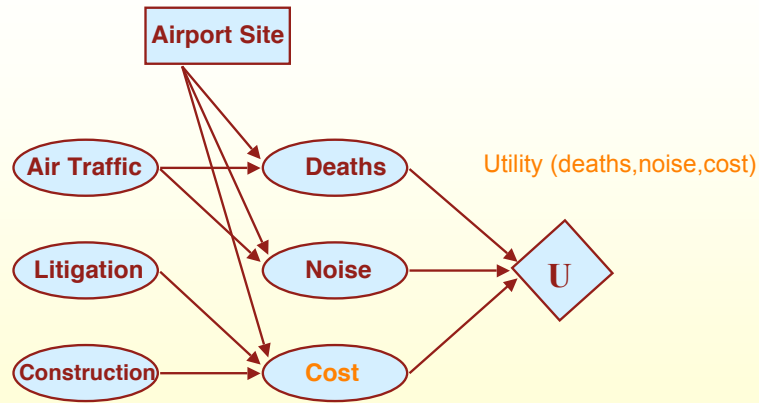 Airport Site
Air Traffic
Deaths
Utility (deaths,noise,cost)
Litigation
Noise
U
Construction
Cost